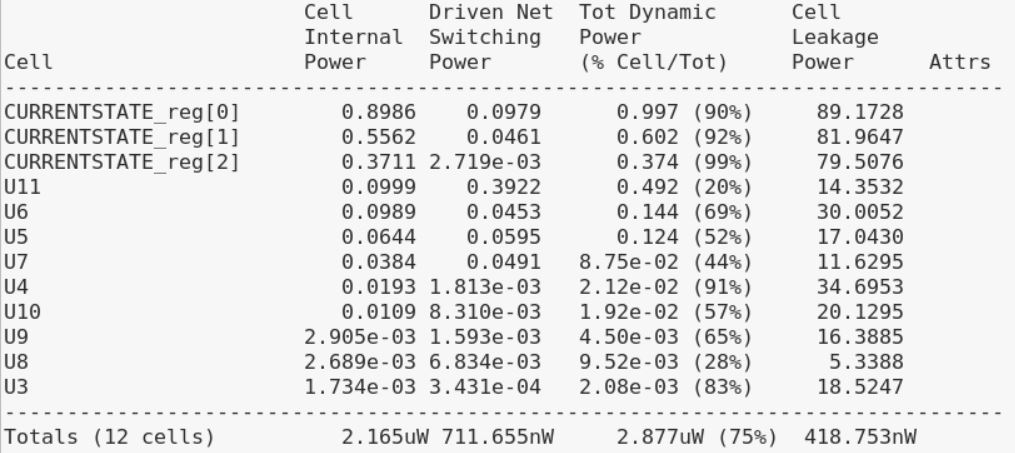 Cell      Driven Net  Tot Dynamic      Cell
                        Internal  Switching   Power            Leakage
Cell                    Power     Power       (% Cell/Tot)     Power      Attrs
--------------------------------------------------------------------------------
CURRENTSTATE_reg[0]        0.8986    0.0979      0.997 (90%)     89.1728
CURRENTSTATE_reg[1]        0.5562    0.0461      0.602 (92%)     81.9647
CURRENTSTATE_reg[2]        0.3711 2.719e-03      0.374 (99%)     79.5076
U11                        0.0999    0.3922      0.492 (20%)     14.3532
U6                         0.0989    0.0453      0.144 (69%)     30.0052
U5                         0.0644    0.0595      0.124 (52%)     17.0430
U7                         0.0384    0.0491   8.75e-02 (44%)     11.6295
U4                         0.0193 1.813e-03   2.12e-02 (91%)     34.6953
U10                        0.0109 8.310e-03   1.92e-02 (57%)     20.1295
U9                      2.905e-03 1.593e-03   4.50e-03 (65%)     16.3885
U8                      2.689e-03 6.834e-03   9.52e-03 (28%)      5.3388
U3                      1.734e-03 3.431e-04   2.08e-03 (83%)     18.5247
--------------------------------------------------------------------------------
Totals (12 cells)          2.165uW 711.655nW     2.877uW (75%)  418.753nW